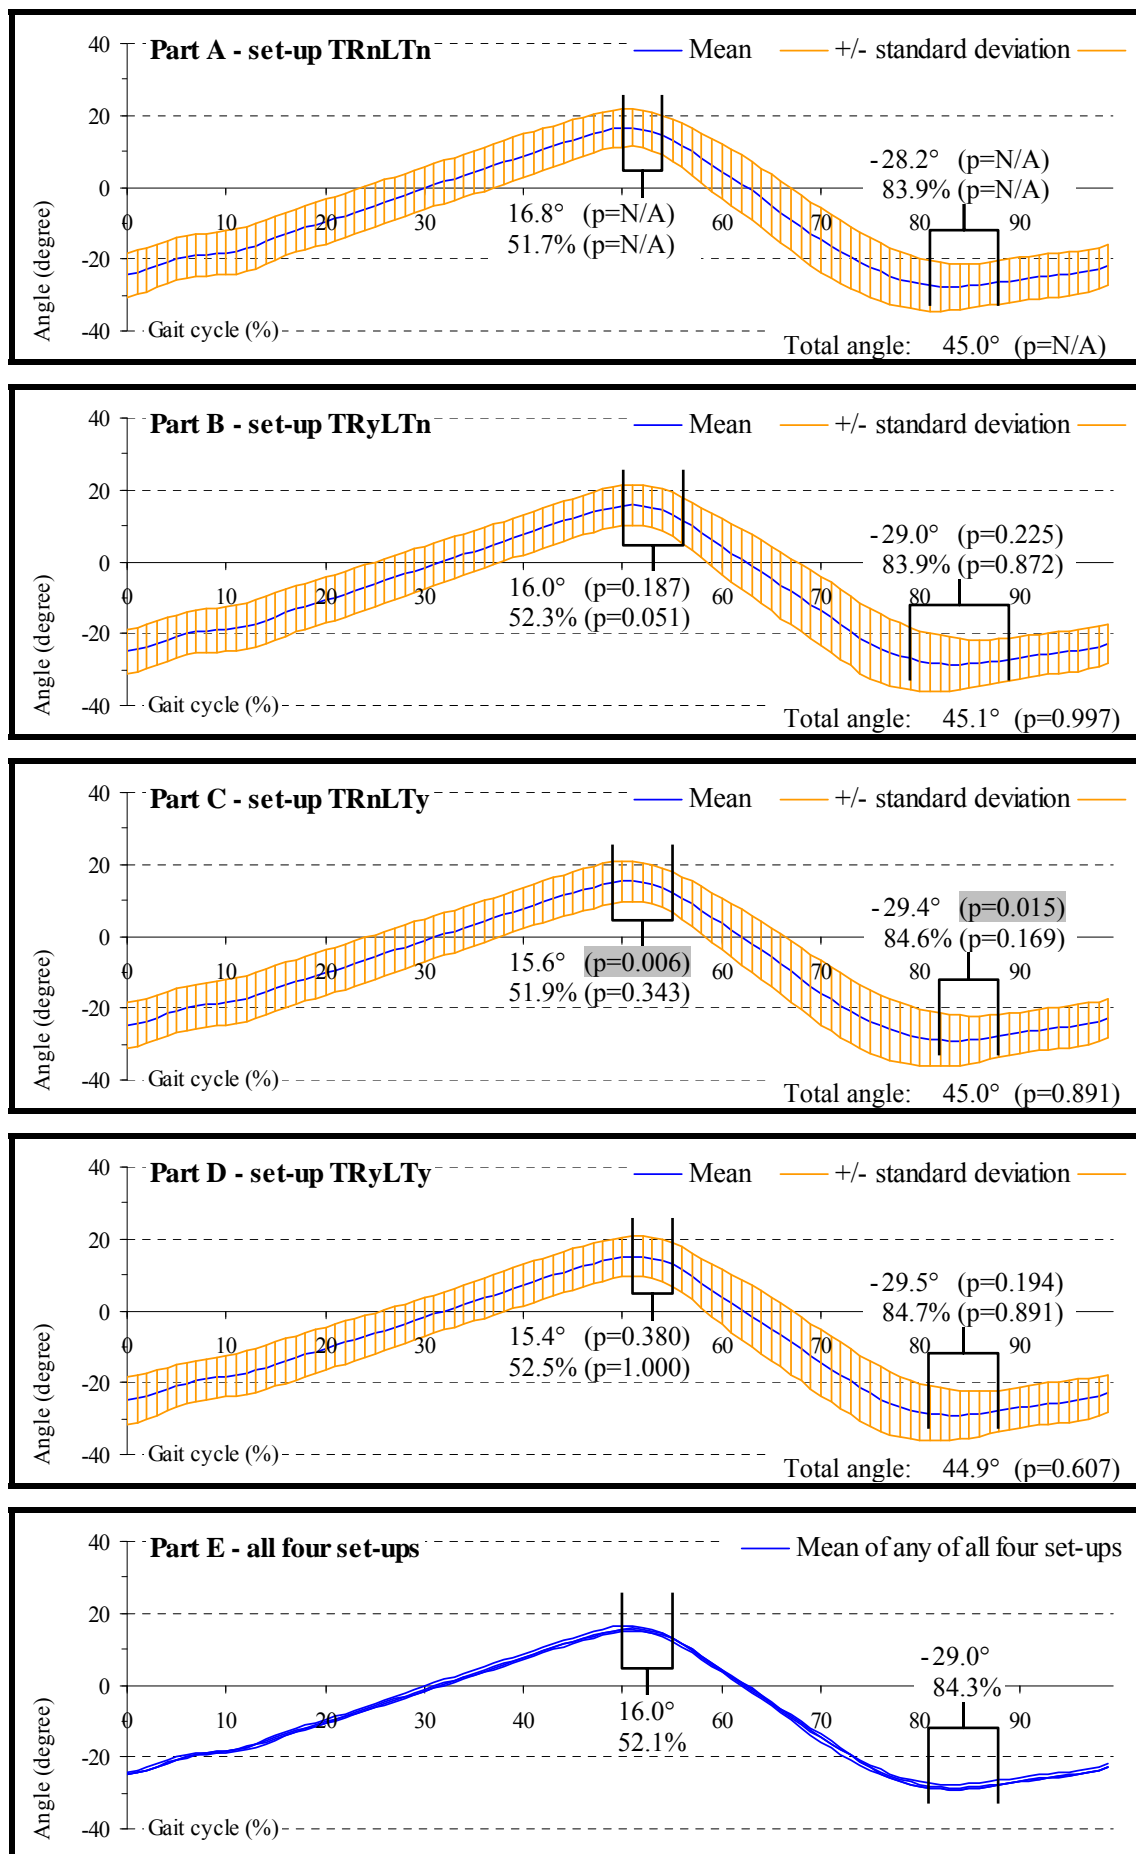 40 Part A - set-up TRnLTn Mean +/- standard deviation
20
-28.2° (p=N/A)
83.9% (p=N/A)
0
16.8° (p=N/A)
0 10 20 30 40 60 70 80 90
51.7% (p=N/A)
-20
Angle (degree)
-40 Gait cycle (%)
Total angle: 45.0° (p=N/A)
40 Part B - set-up TRyLTn Mean +/- standard deviation
20
-29.0° (p=0.225)
83.9% (p=0.872)
0
16.0° (p=0.187)
0 10 20 30 40 60 70 80 90
52.3% (p=0.051)
-20
Angle (degree)
-40 Gait cycle (%)
Total angle: 45.1° (p=0.997)
40 Part C - set-up TRnLTy Mean +/- standard deviation
20
-29.4° (p=0.015)
84.6% (p=0.169)
0
15.6° (p=0.006)
0 10 20 30 40 60 70 80 90
51.9% (p=0.343)
-20
Angle (degree)
-40 Gait cycle (%)
Total angle: 45.0° (p=0.891)
40 Part D - set-up TRyLTy Mean +/- standard deviation
20
-29.5° (p=0.194)
84.7% (p=0.891)
0
15.4° (p=0.380)
0 10 20 30 40 60 70 80 90
52.5% (p=1.000)
-20
Angle (degree)
-40 Gait cycle (%)
Total angle: 44.9° (p=0.607)
40 Part E - all four set-ups Mean of any of all four set-ups
20
-29.0°
84.3%
0
16.0°
0 10 20 30 40 60 70 80 90
52.1%
-20
Angle (degree)
-40 Gait cycle (%)